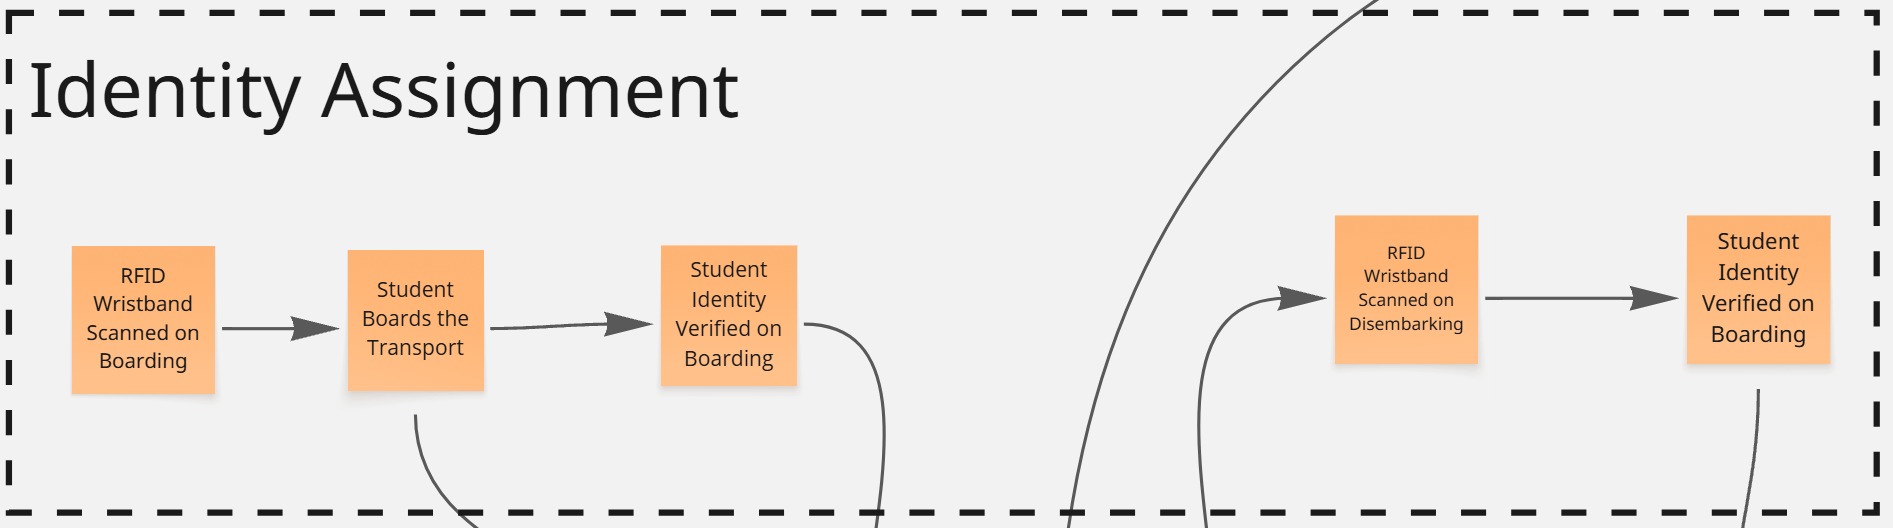 Identity Assignment
RFID
Wristband
Scanned on
Boarding
Student
Boards the
Transport
Student
Identity
Verified on
Boarding
RFID
Wristband
Scanned on
Disembarking
Student
Identity
Verified on
Boarding